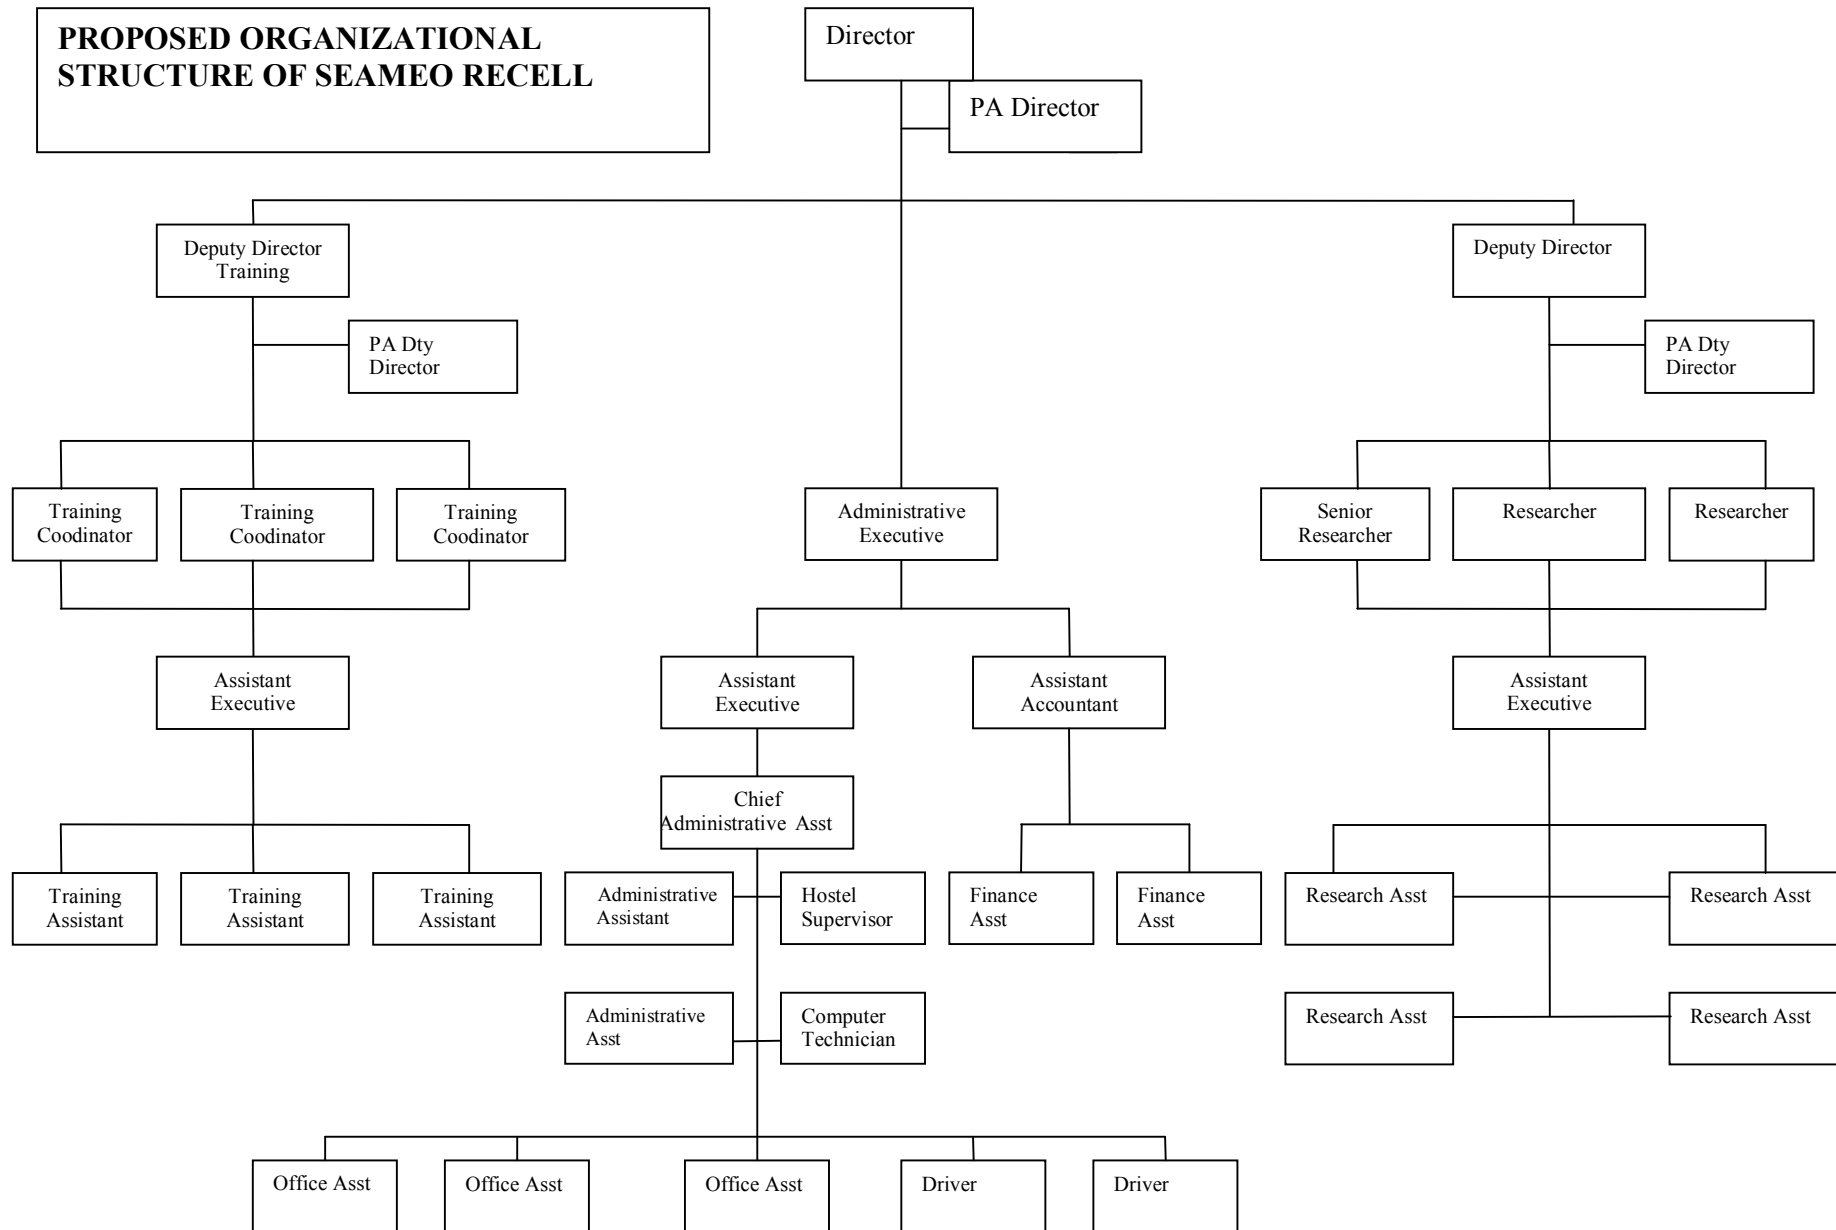 PROPOSED ORGANIZATIONAL
STRUCTURE OF SEAMEO RECELL
Director
PA Director
Deputy Director
Training
Deputy Director
PA Dty
Director
PA Dty
Director
Training
Coodinator
Training
Coodinator
Training
Coodinator
Administrative
Executive
Senior
Researcher
Researcher
Researcher
Assistant
Executive
Assistant
Executive
Assistant
Accountant
Assistant
Executive
Chief
Administrative Asst
Training
Assistant
Training
Assistant
Training
Assistant
Administrative
Assistant
Hostel
Supervisor
Finance
Asst
Finance
Asst
Research Asst
Research Asst
Administrative
Asst
Computer
Technician
Research Asst
Research Asst
Office Asst
Office Asst
Office Asst
Driver
Driver